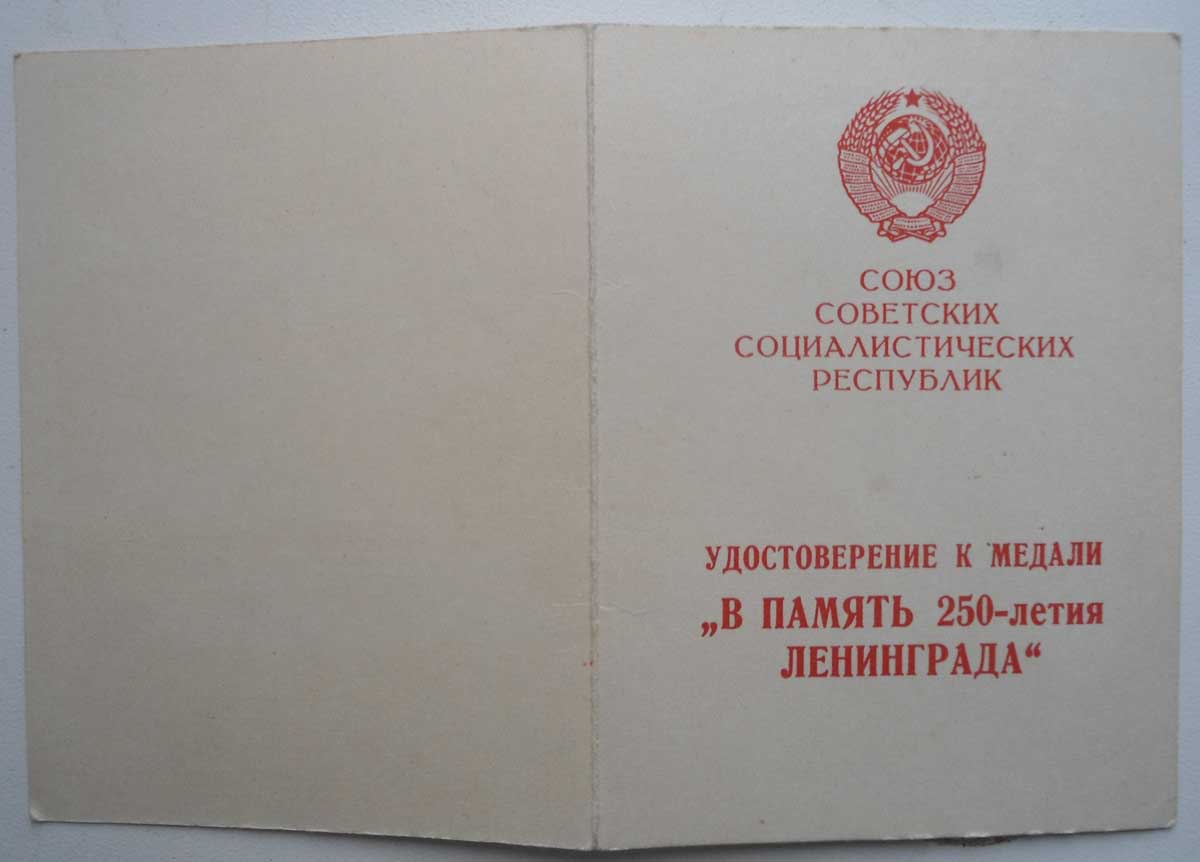 СОЮЗ
СОВЕТСКИХ
СОЦИАЛИСТИЧЕСКИХ
РЕСПУБЛИК
УДОСТОВЕРЕНИЕ К МЕДАЛИ
„В ПАМЯТЬ 250-летия
ЛЕНИНГРАДА“